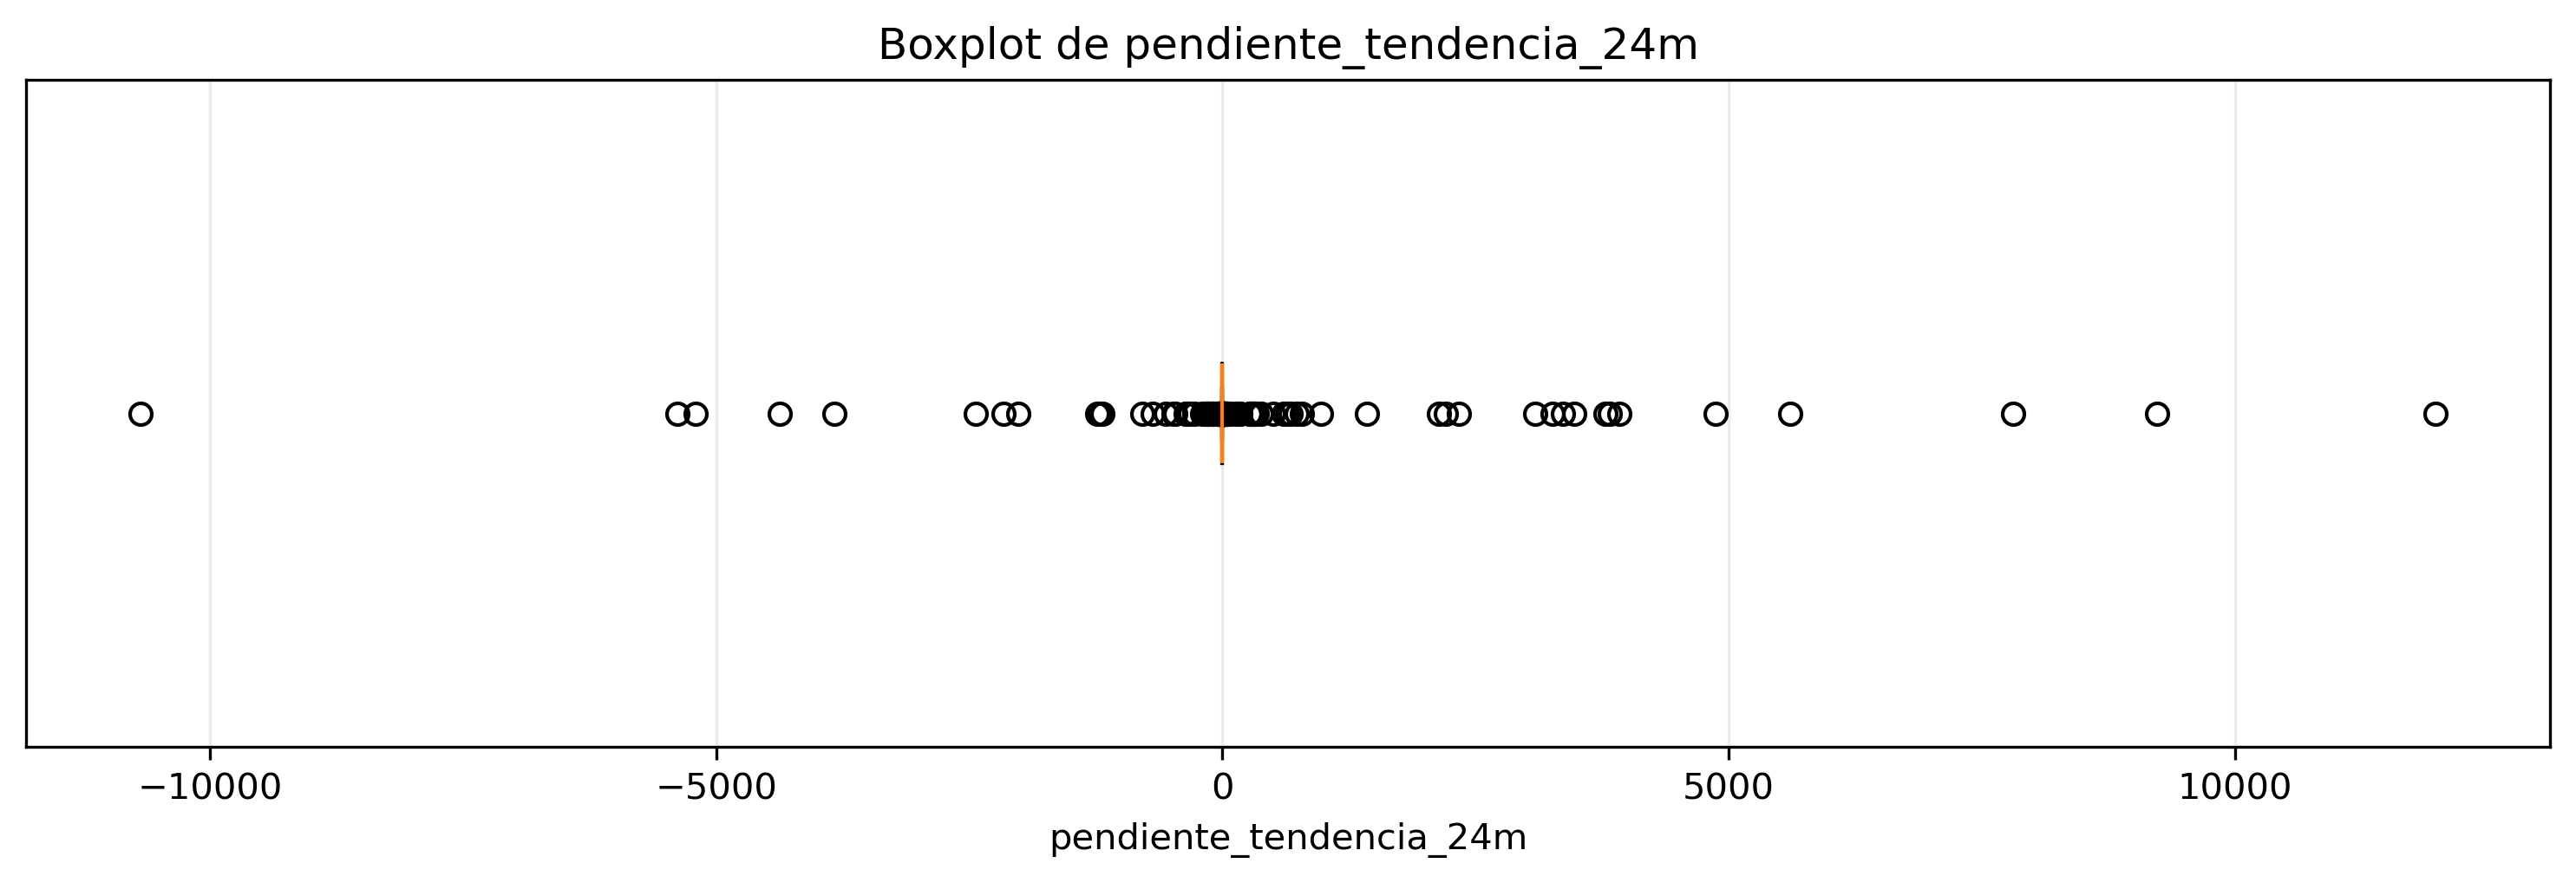 Boxplot de pendiente_tendencia_24m
−10000 −5000 0 5000 10000
pendiente_tendencia_24m